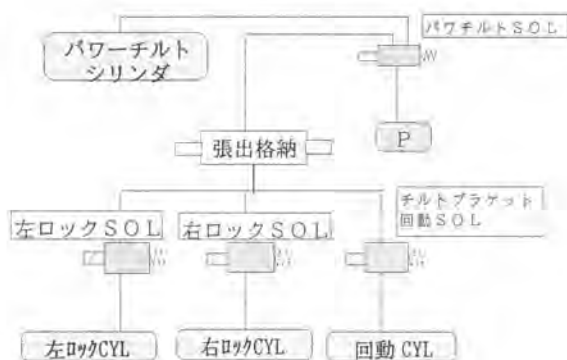 パワチルトSOL
パワーチルト
シリンダ
P
張出格納
チルトブラケット
回動SOL
左ロックSOL
右ロックSOL
左ロックCYL
右ロックCYL
回動CYL